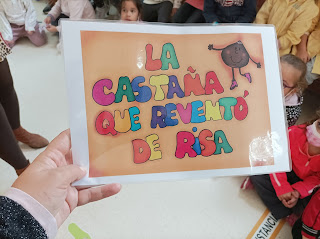 LA
CASTAÑA
QUE REVENTÓ
DE RISA